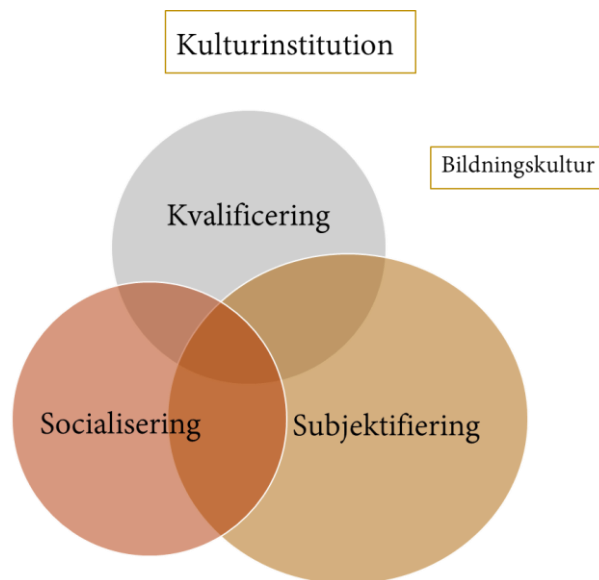 Kulturinstitution
Bildningskultur
Kvalificering
Socialisering
Subjektifiering